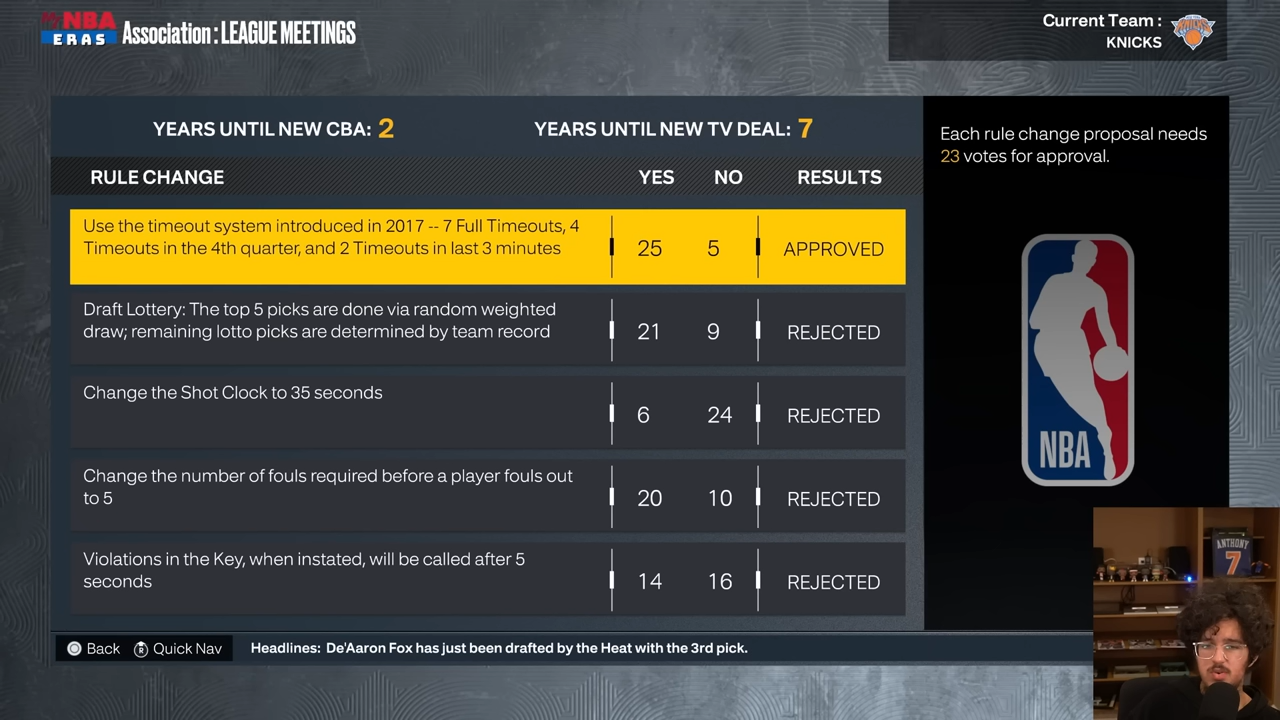 MyNBA
ERAS
Association : LEAGUE MEETINGS
Current Team :
KNICKS
KNICKS
YEARS UNTIL NEW CBA: 2
YEARS UNTIL NEW TV DEAL: 7
RULE CHANGE YES NO RESULTS
Use the timeout system introduced in 2017 -- 7 Full Timeouts, 4
Timeouts in the 4th quarter, and 2 Timeouts in last 3 minutes
25 5 APPROVED
Draft Lottery: The top 5 picks are done via random weighted
draw; remaining lotto picks are determined by team record
21 9 REJECTED
Change the Shot Clock to 35 seconds
6 24 REJECTED
Change the number of fouls required before a player fouls out
to 5
20 10 REJECTED
Violations in the Key, when instated, will be called after 5
seconds
14 16 REJECTED
Each rule change proposal needs
23 votes for approval.
NBA
ANTHONY
7
Back
R Quick Nav
Headlines: De'Aaron Fox has just been drafted by the Heat with the 3rd pick.